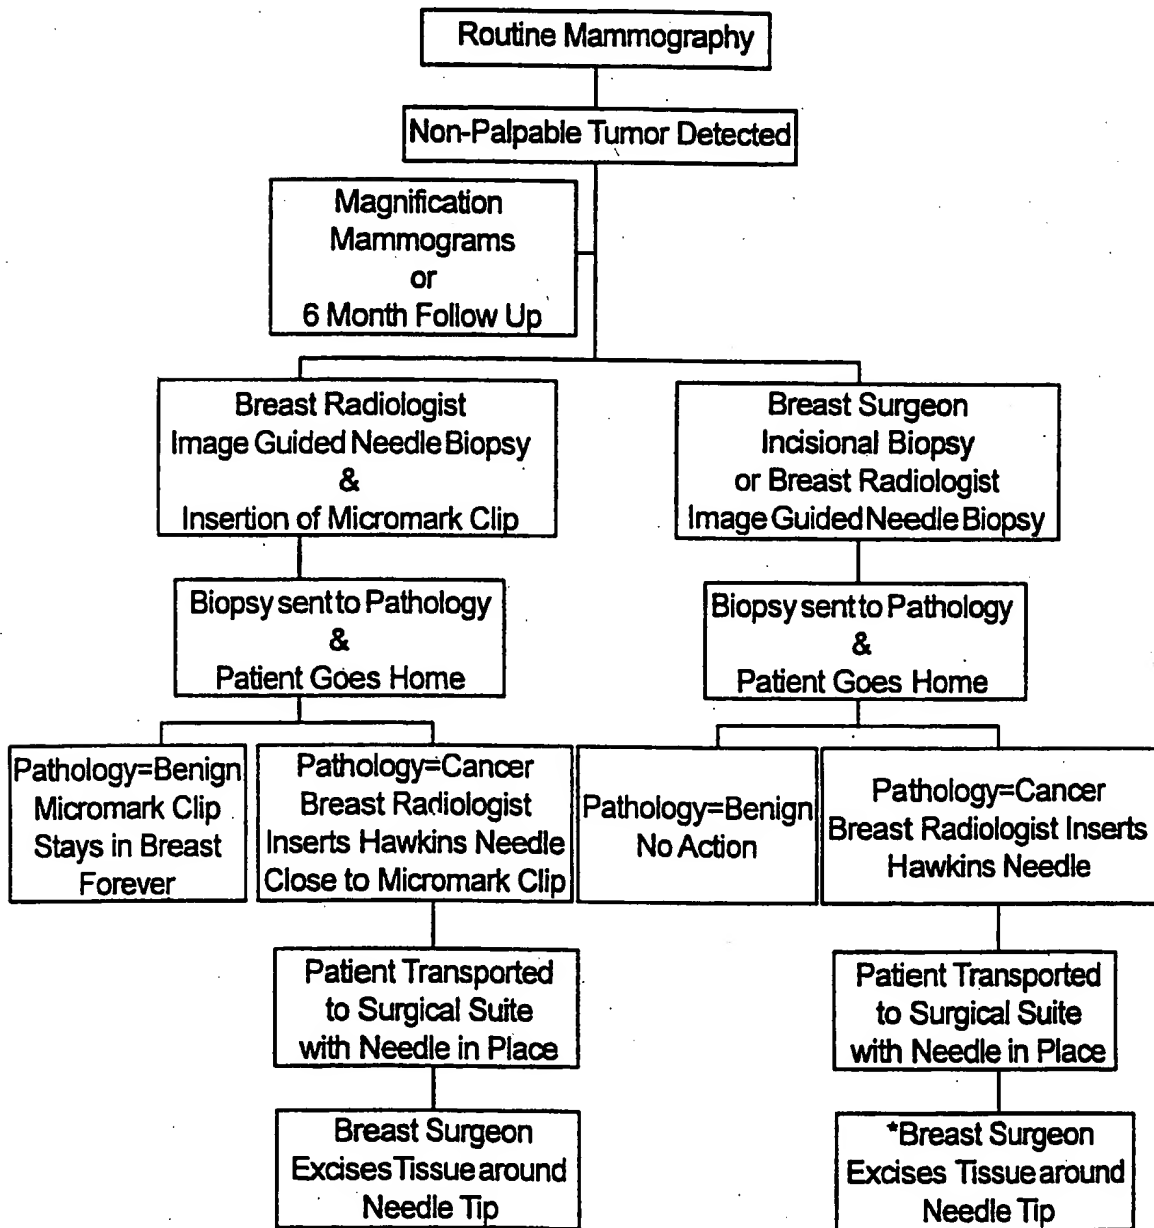 Routine Mammography
Non-Palpable Tumor Detected
Magnification
Mammograms
or
6 Month Follow Up
Breast Radiologist
Image Guided Needle Biopsy
&
Insertion of Micromark Clip
Breast Surgeon
Incisional Biopsy
or Breast Radiologist
Image Guided Needle Biopsy
Biopsy sent to Pathology
&
Patient Goes Home
Biopsy sent to Pathology
&
Patient Goes Home
Pathology=Benign
Micromark Clip
Stays in Breast
Forever
Pathology=Cancer
Breast Radiologist
Inserts Hawkins Needle
Close to Micromark Clip
Pathology=Benign
No Action
Pathology=Cancer
Breast Radiologist Inserts
Hawkins Needle
Patient Transported
to Surgical Suite
with Needle in Place
Patient Transported
to Surgical Suite
with Needle in Place
Breast Surgeon
Excises Tissue around
Needle Tip
*Breast Surgeon
Excises Tissue around
Needle Tip